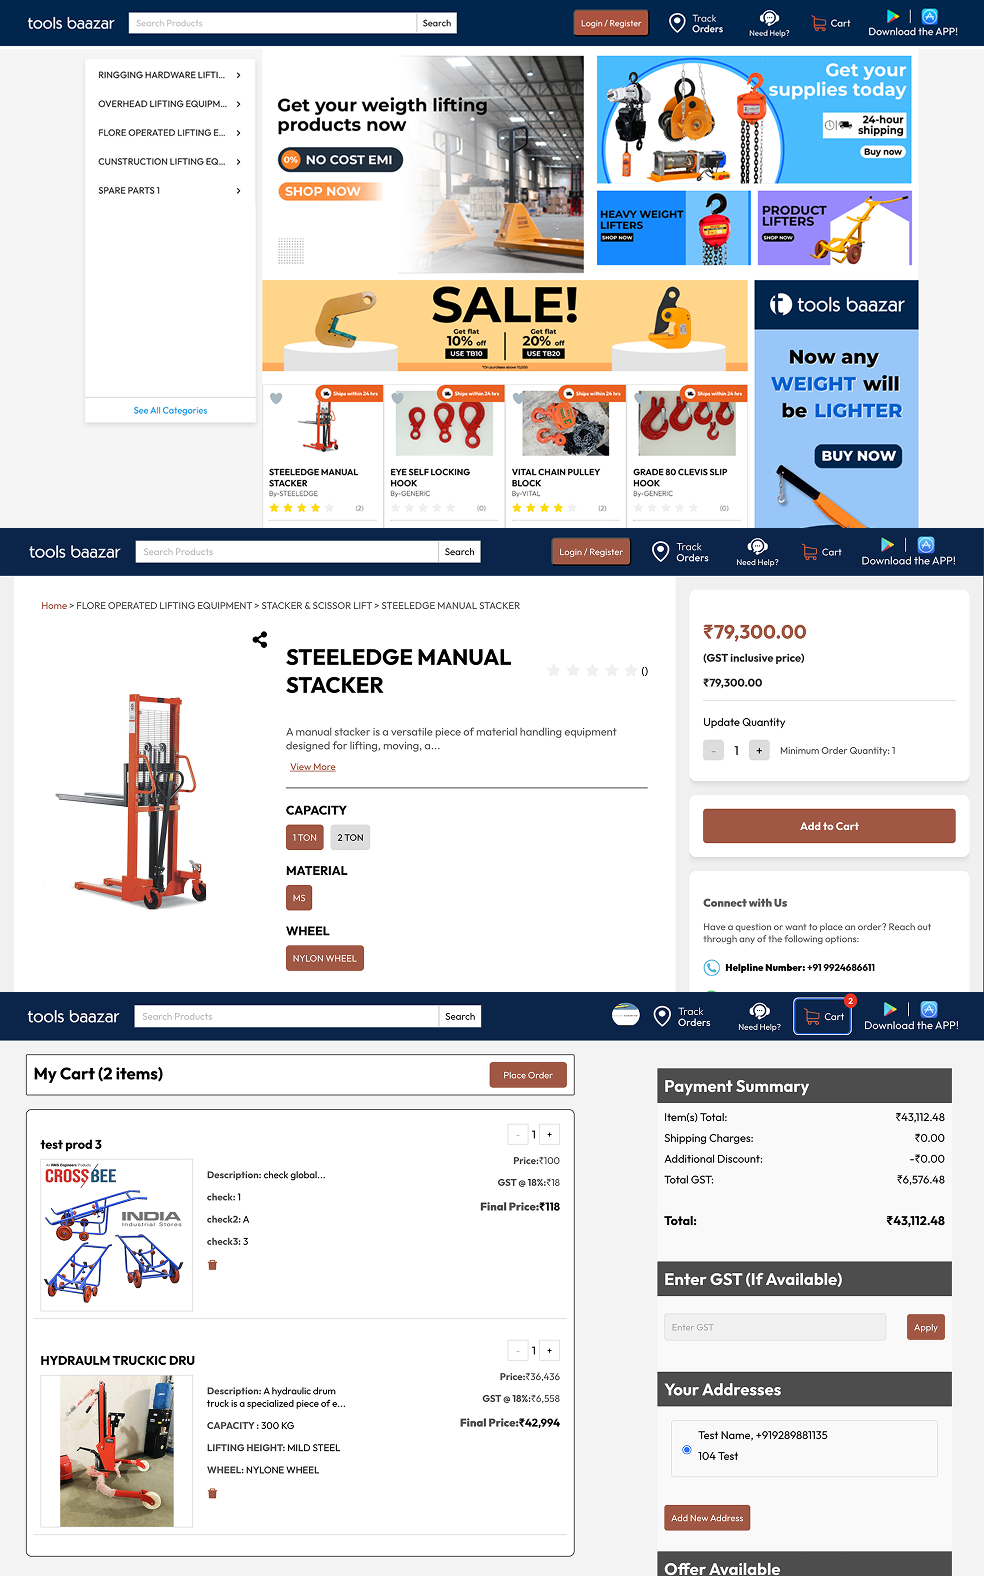 tools baazar
Search Products
Search
Login / Register
Track Orders
Need Help?
Cart
Download the APP!
RINGGING HARDWARE LIFTI...
OVERHEAD LIFTING EQUIPM...
FLORE OPERATED LIFTING E...
CUNSTRUCTION LIFTING EQ...
SPARE PARTS 1
See All Categories
Get your weigth lifting
products now
0% NO COST EMI
SHOP NOW
Get your
supplies today
24-hour
shipping
Buy now
HEAVY WEIGHT
LIFTERS
SHOP NOW
PRODUCT
LIFTERS
SHOP NOW
SALE!
Get flat
10% off
USE TB10
Get flat
20% off
USE TB20
*On purchase above 10,000
tools baazar
Now any
WEIGHT will
be LIGHTER
BUY NOW
Ships within 24 hrs
STEELEDGE MANUAL
STACKER
By-STEELEDGE
(2)
Ships within 24 hrs
EYE SELF LOCKING
HOOK
By-GENERIC
(0)
Ships within 24 hrs
VITAL CHAIN PULLEY
BLOCK
By-VITAL
(2)
Ships within 24 hrs
GRADE 80 CLEVIS SLIP
HOOK
By-GENERIC
(0)
tools baazar
Search Products
Search
Login / Register
Track
Orders
Need Help?
Cart
Download the APP!
Home > FLORE OPERATED LIFTING EQUIPMENT > STACKER & SCISSOR LIFT > STEELEDGE MANUAL STACKER
STEELEDGE MANUAL
STACKER
()
A manual stacker is a versatile piece of material handling equipment
designed for lifting, moving, a...
View More
CAPACITY
1 TON
2 TON
MATERIAL
MS
WHEEL
NYLON WHEEL
₹79,300.00
(GST inclusive price)
₹79,300.00
Update Quantity
- 1 + Minimum Order Quantity: 1
Add to Cart
Connect with Us
Have a question or want to place an order? Reach out
through any of the following options:
Helpline Number: +91 9924686611
tools baazar
Search Products
Search
Track
Orders
Need Help?
Cart
2
Download the APP!
My Cart (2 items)
Place Order
test prod 3
- 1 +
CROSSBEE
INDIA
Industrial Stores
Description: check global...
check: 1
check2: A
check3: 3
Price:₹100
GST @ 18%:₹18
Final Price:₹118
HYDRAULM TRUCKIC DRU
- 1 +
Description: A hydraulic drum
truck is a specialized piece of e...
CAPACITY : 300 KG
LIFTING HEIGHT: MILD STEEL
WHEEL: NYLONE WHEEL
Price:₹36,436
GST @ 18%:₹6,558
Final Price:₹42,994
Payment Summary
Item(s) Total: ₹43,112.48
Shipping Charges: ₹0.00
Additional Discount: -₹0.00
Total GST: ₹6,576.48
Total: ₹43,112.48
Enter GST (If Available)
Enter GST
Apply
Your Addresses
Test Name, +919289881135
104 Test
Add New Address
Offer Available